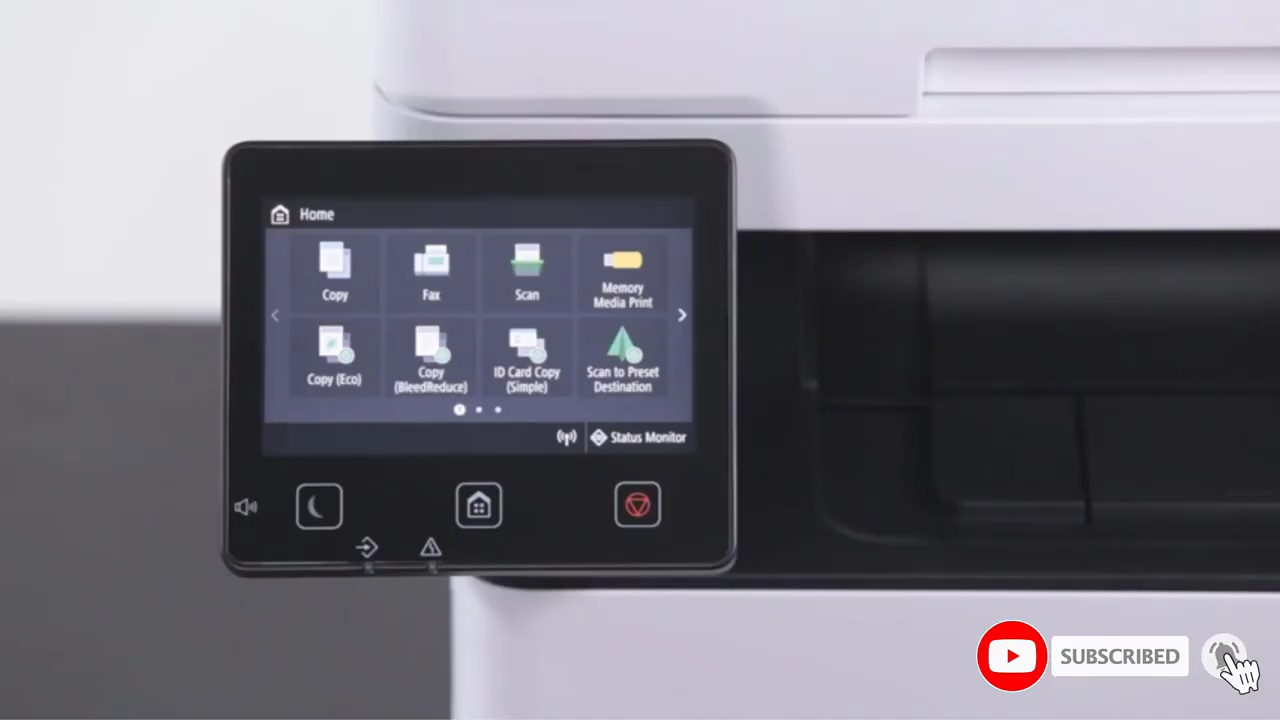 Home
Copy
Fax
Scan
Memory
Media Print
Copy (Eco)
Copy
(BleedReduce)
ID Card Copy
(Simple)
Scan to Preset
Destination
1
Status Monitor
SUBSCRIBED